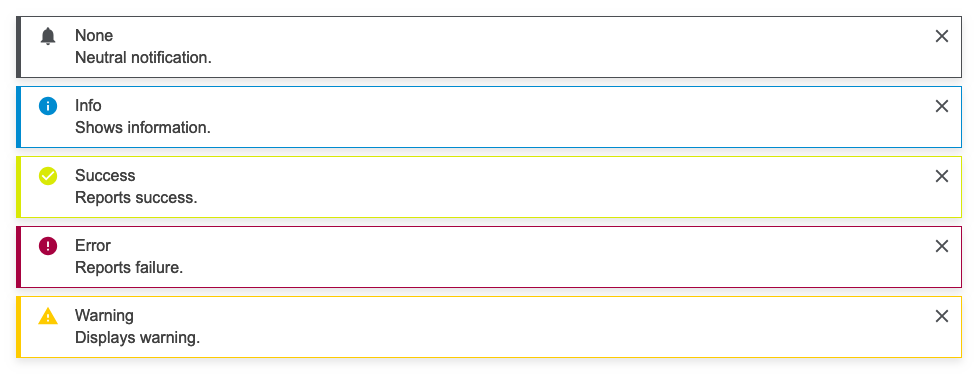 None
Neutral notification.
Info
Shows information.
Success
Reports success.
Error
Reports failure.
Warning
Displays warning.